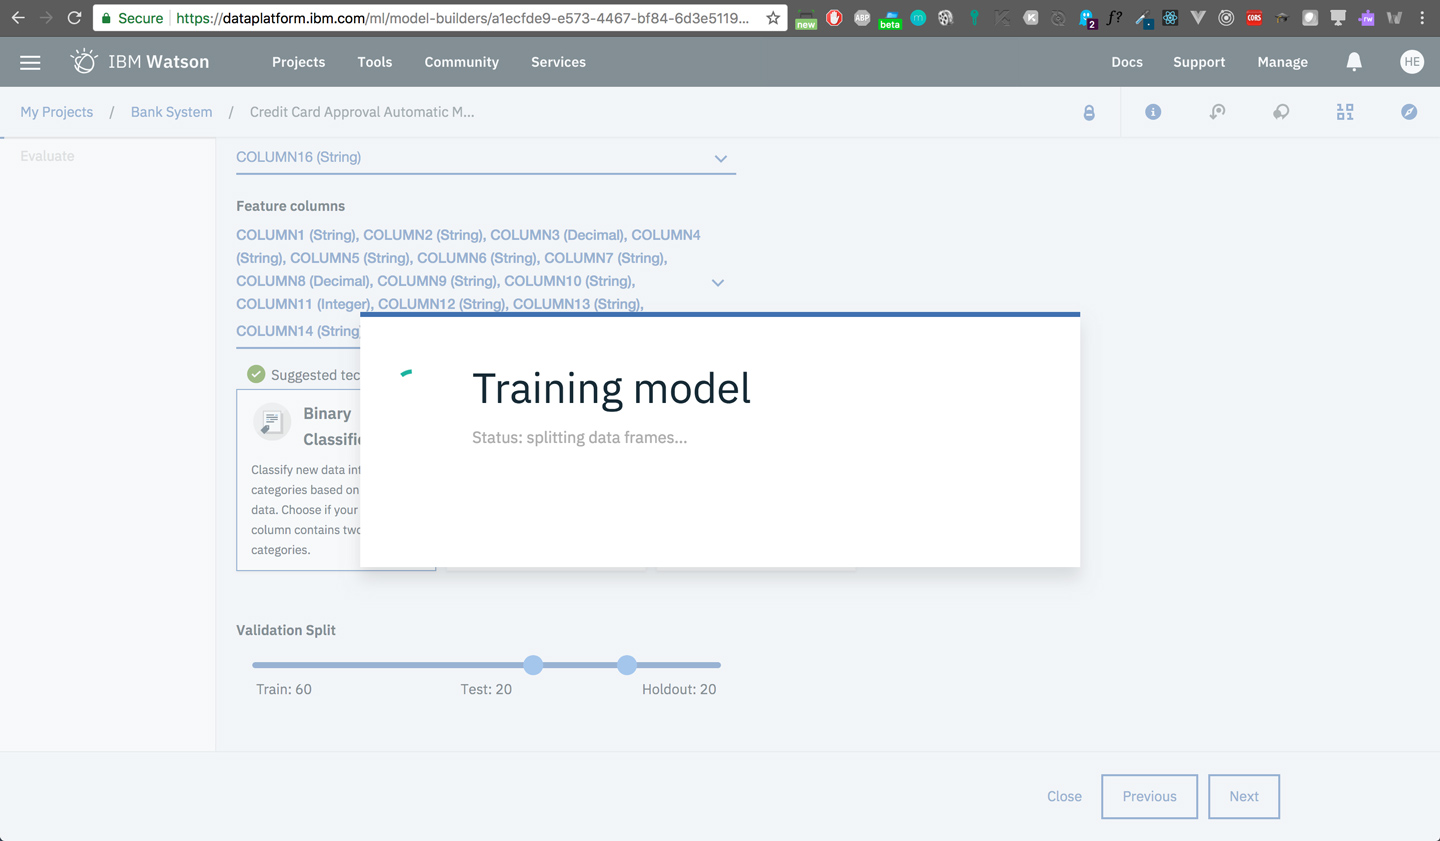 Secure
https://dataplatform.ibm.com/ml/model-builders/a1ecfde9-e573-4467-bf84-6d3e5119...
new
ABP
beta
m
K
2
f?
CORS
rw
IBM Watson
Projects
Tools
Community
Services
Docs
Support
Manage
HE
My Projects / Bank System / Credit Card Approval Automatic M...
Evaluate
COLUMN16 (String)
Feature columns
COLUMN1 (String), COLUMN2 (String), COLUMN3 (Decimal), COLUMN4
(String), COLUMN5 (String), COLUMN6 (String), COLUMN7 (String),
COLUMN8 (Decimal), COLUMN9 (String), COLUMN10 (String),
COLUMN11 (Integer), COLUMN12 (String), COLUMN13 (String),
COLUMN14 (String
Suggested tec
Binary
Classifi
Classify new data int
categories based on
data. Choose if your
column contains two
categories.
Training model
Status: splitting data frames...
Validation Split
Train: 60
Test: 20
Holdout: 20
Close
Previous
Next